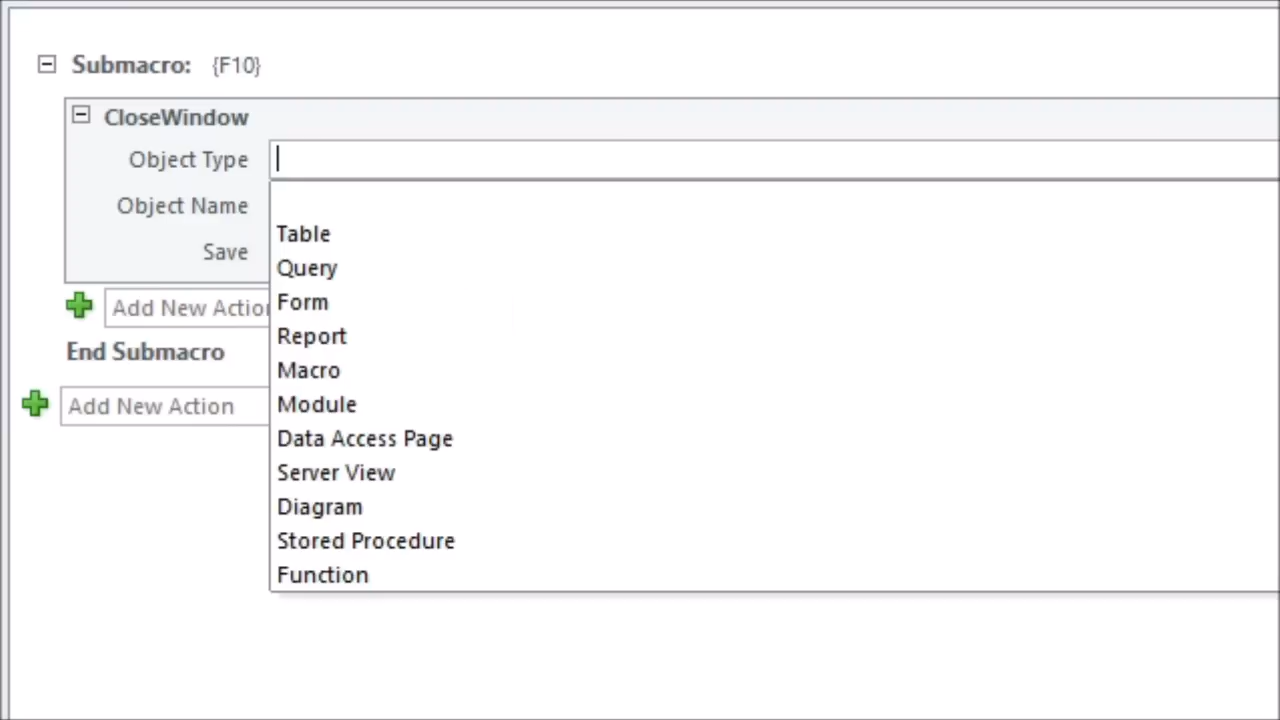 Submacro: {F10}
CloseWindow
Object Type
Object Name
Save
Table
Query
Form
Report
Macro
Module
Data Access Page
Server View
Diagram
Stored Procedure
Function
Add New Action
End Submacro
Add New Action